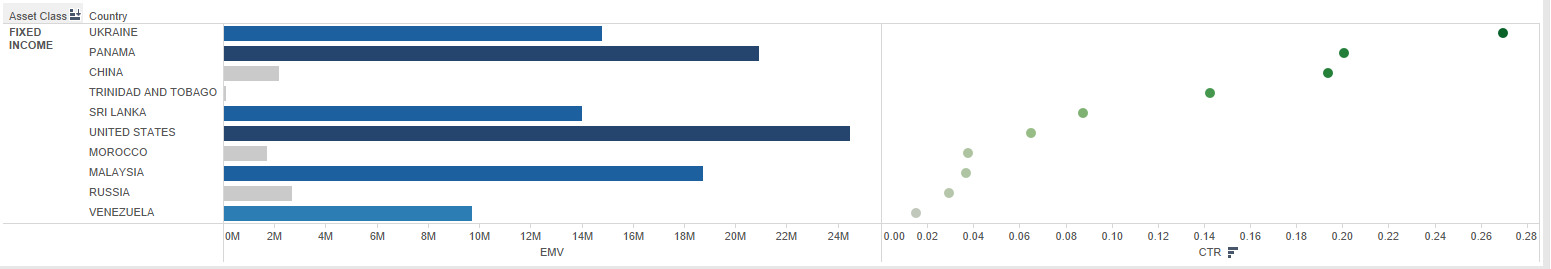 Asset Class Country
FIXED INCOME
UKRAINE
PANAMA
CHINA
TRINIDAD AND TOBAGO
SRI LANKA
UNITED STATES
MOROCCO
MALAYSIA
RUSSIA
VENEZUELA
0M 2M 4M 6M 8M 10M 12M 14M 16M 18M 20M 22M 24M 0.00 0.02 0.04 0.06 0.08 0.10 0.12 0.14 0.16 0.18 0.20 0.22 0.24 0.26 0.28
EMV CTR